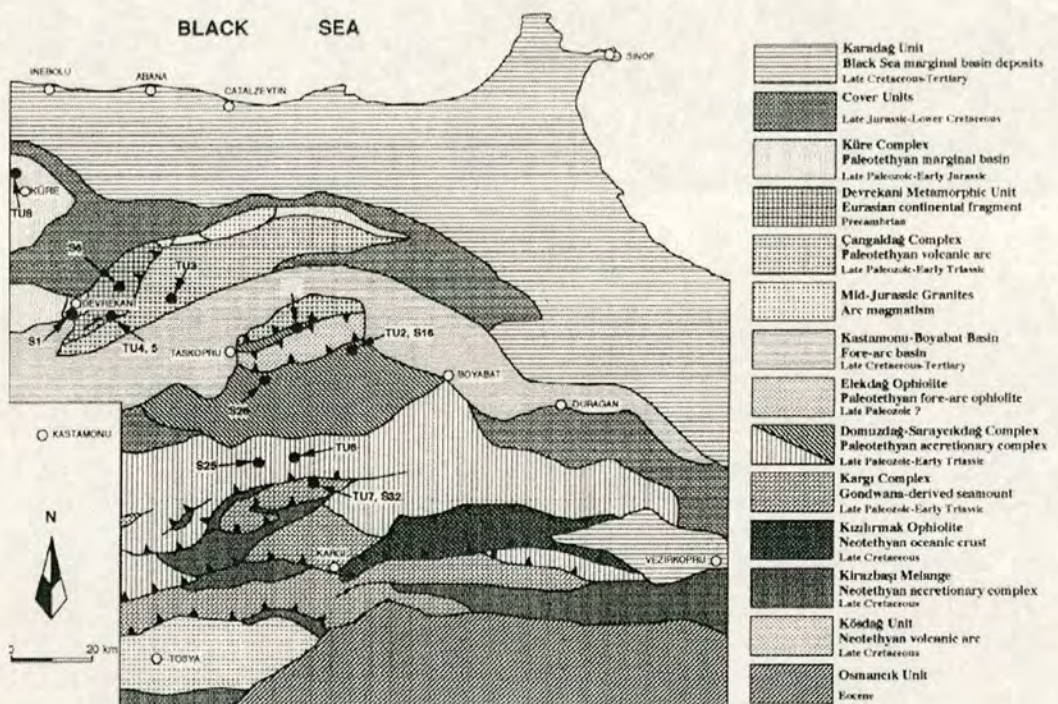 BLACK SEA
INEBOLU
ABANA
CATALZEYTIN
SINOP
KÜRE
TU8
S6
TU3
DEVREKANI
S1
TU4, 5
TU2, S16
TASKOPRU
BOYABAT
S26
DURAGAN
KASTAMONU
S25
TU6
TU7, S32
N
KARGI
VEZIRKOPRU
0 20 km
TOSYA
Karadağ Unit
Black Sea marginal basin deposits
Late Cretaceous-Tertiary
Cover Units
Late Jurassic-Lower Cretaceous
Küre Complex
Paleotethyan marginal basin
Late Paleozoic-Early Jurassic
Devrekani Metamorphic Unit
Eurasian continental fragment
Precambrian
Çangaldağ Complex
Paleotethyan volcanic arc
Late Paleozoic-Early Triassic
Mid-Jurassic Granites
Arc magmatism
Kastamonu-Boyabat Basin
Fore-arc basin
Late Cretaceous-Tertiary
Elekdağ Ophiolite
Paleotethyan fore-arc ophiolite
Late Paleozoic ?
Domuzdağ-Saraycıkdağ Complex
Paleotethyan accretionary complex
Late Paleozoic-Early Triassic
Kargı Complex
Gondwana-derived seamount
Late Paleozoic-Early Triassic
Kızılırmak Ophiolite
Neotethyan oceanic crust
Late Cretaceous
Kirazbaşı Melange
Neotethyan accretionary complex
Late Cretaceous
Kösdağ Unit
Neotethyan volcanic arc
Late Cretaceous
Osmancık Unit
Eocene